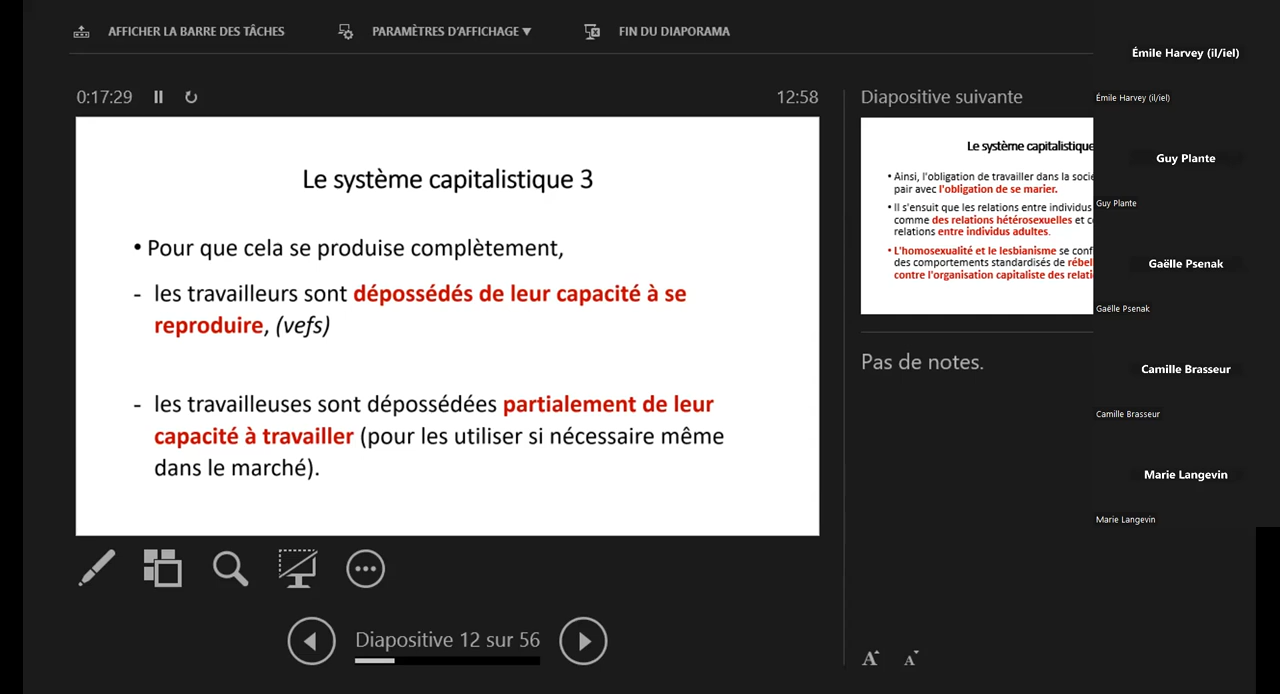 AFFICHER LA BARRE DES TÂCHES
PARAMÈTRES D'AFFICHAGE ▼
FIN DU DIAPORAMA
0:17:29
12:58
Le système capitalistique 3
• Pour que cela se produise complètement,
- les travailleurs sont dépossédés de leur capacité à se
reproduire, (vefs)
- les travailleuses sont dépossédées partialement de leur
capacité à travailler (pour les utiliser si nécessaire même
dans le marché).
Diapositive 12 sur 56
Diapositive suivante
Le système capitalistique
• Ainsi, l'obligation de travailler dans la
pair avec l'obligation de se marier.
• Il s'ensuit que les relations entre individus
comme des relations hétérosexuelles et
relations entre individus adultes.
• L'homosexualité et le lesbianisme se
des comportements standardisés de
contre l'organisation capitaliste des
Pas de notes.
A A
Émile Harvey (il/iel)
Émile Harvey (il/iel)
Guy Plante
Guy Plante
Gaëlle Psenak
Gaëlle Psenak
Camille Brasseur
Camille Brasseur
Marie Langevin
Marie Langevin